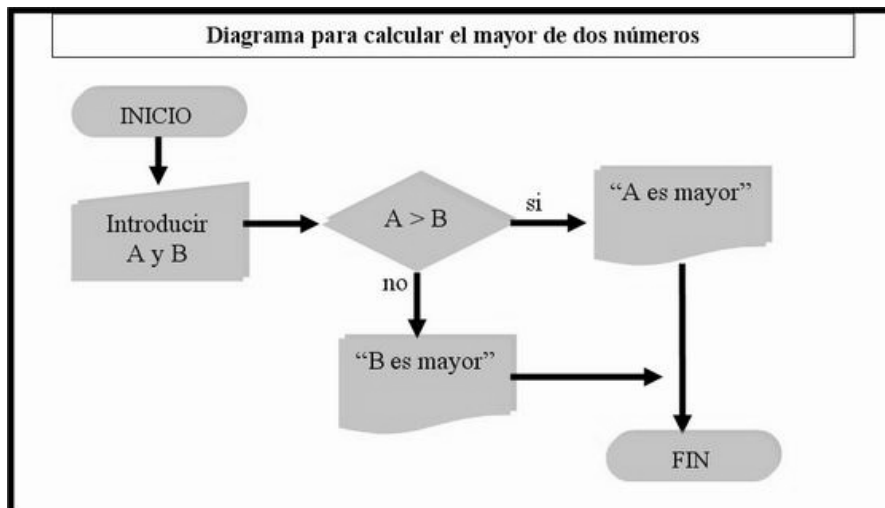 Diagrama para calcular el mayor de dos números
INICIO
Introducir
A y B
A > B
si
“A es mayor”
no
“B es mayor”
FIN